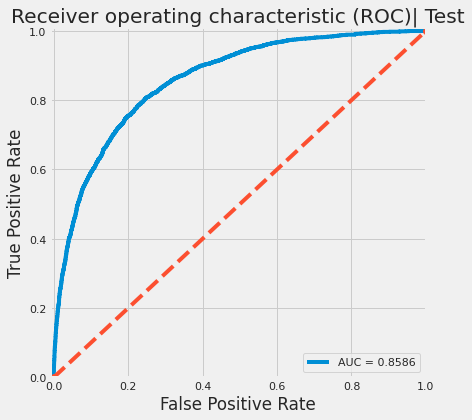 Receiver operating characteristic (ROC)| Test
1.0
0.8
0.6
0.4
0.2
0.0
True Positive Rate
0.0 0.2 0.4 0.6 0.8 1.0
False Positive Rate
AUC = 0.8586